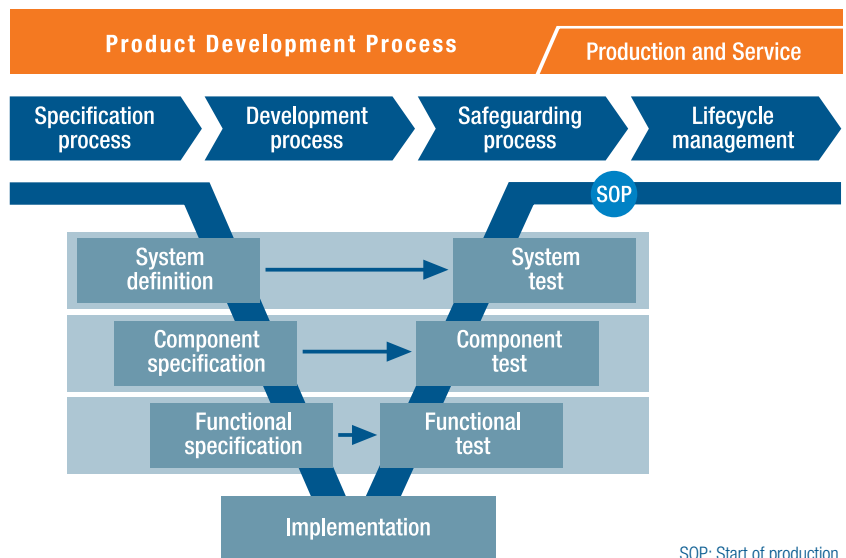 Product Development Process
Production and Service
Specification
process
Development
process
Safeguarding
process
Lifecycle
management
SOP
System
definition
System
test
Component
specification
Component
test
Functional
specification
Functional
test
Implementation
SOP: Start of production